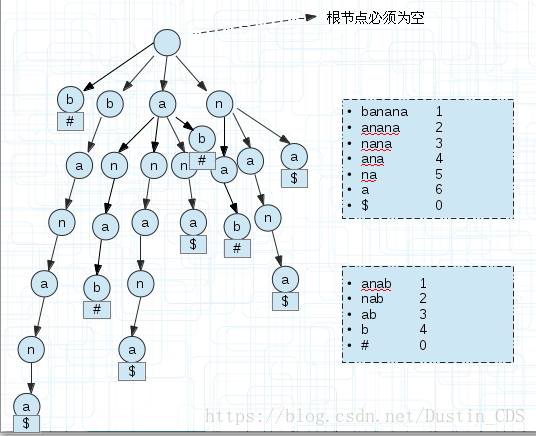 根节点必须为空
b b a n
# b
#
a n n n a a a
$
n a a a b n
$ #
a b n a
# $
n a
$
a
$
• banana 1
• anana 2
• nana 3
• ana 4
• na 5
• a 6
• $ 0
• anab 1
• nab 2
• ab 3
• b 4
• # 0
https://blog.csdn.net/Dustin_CDS